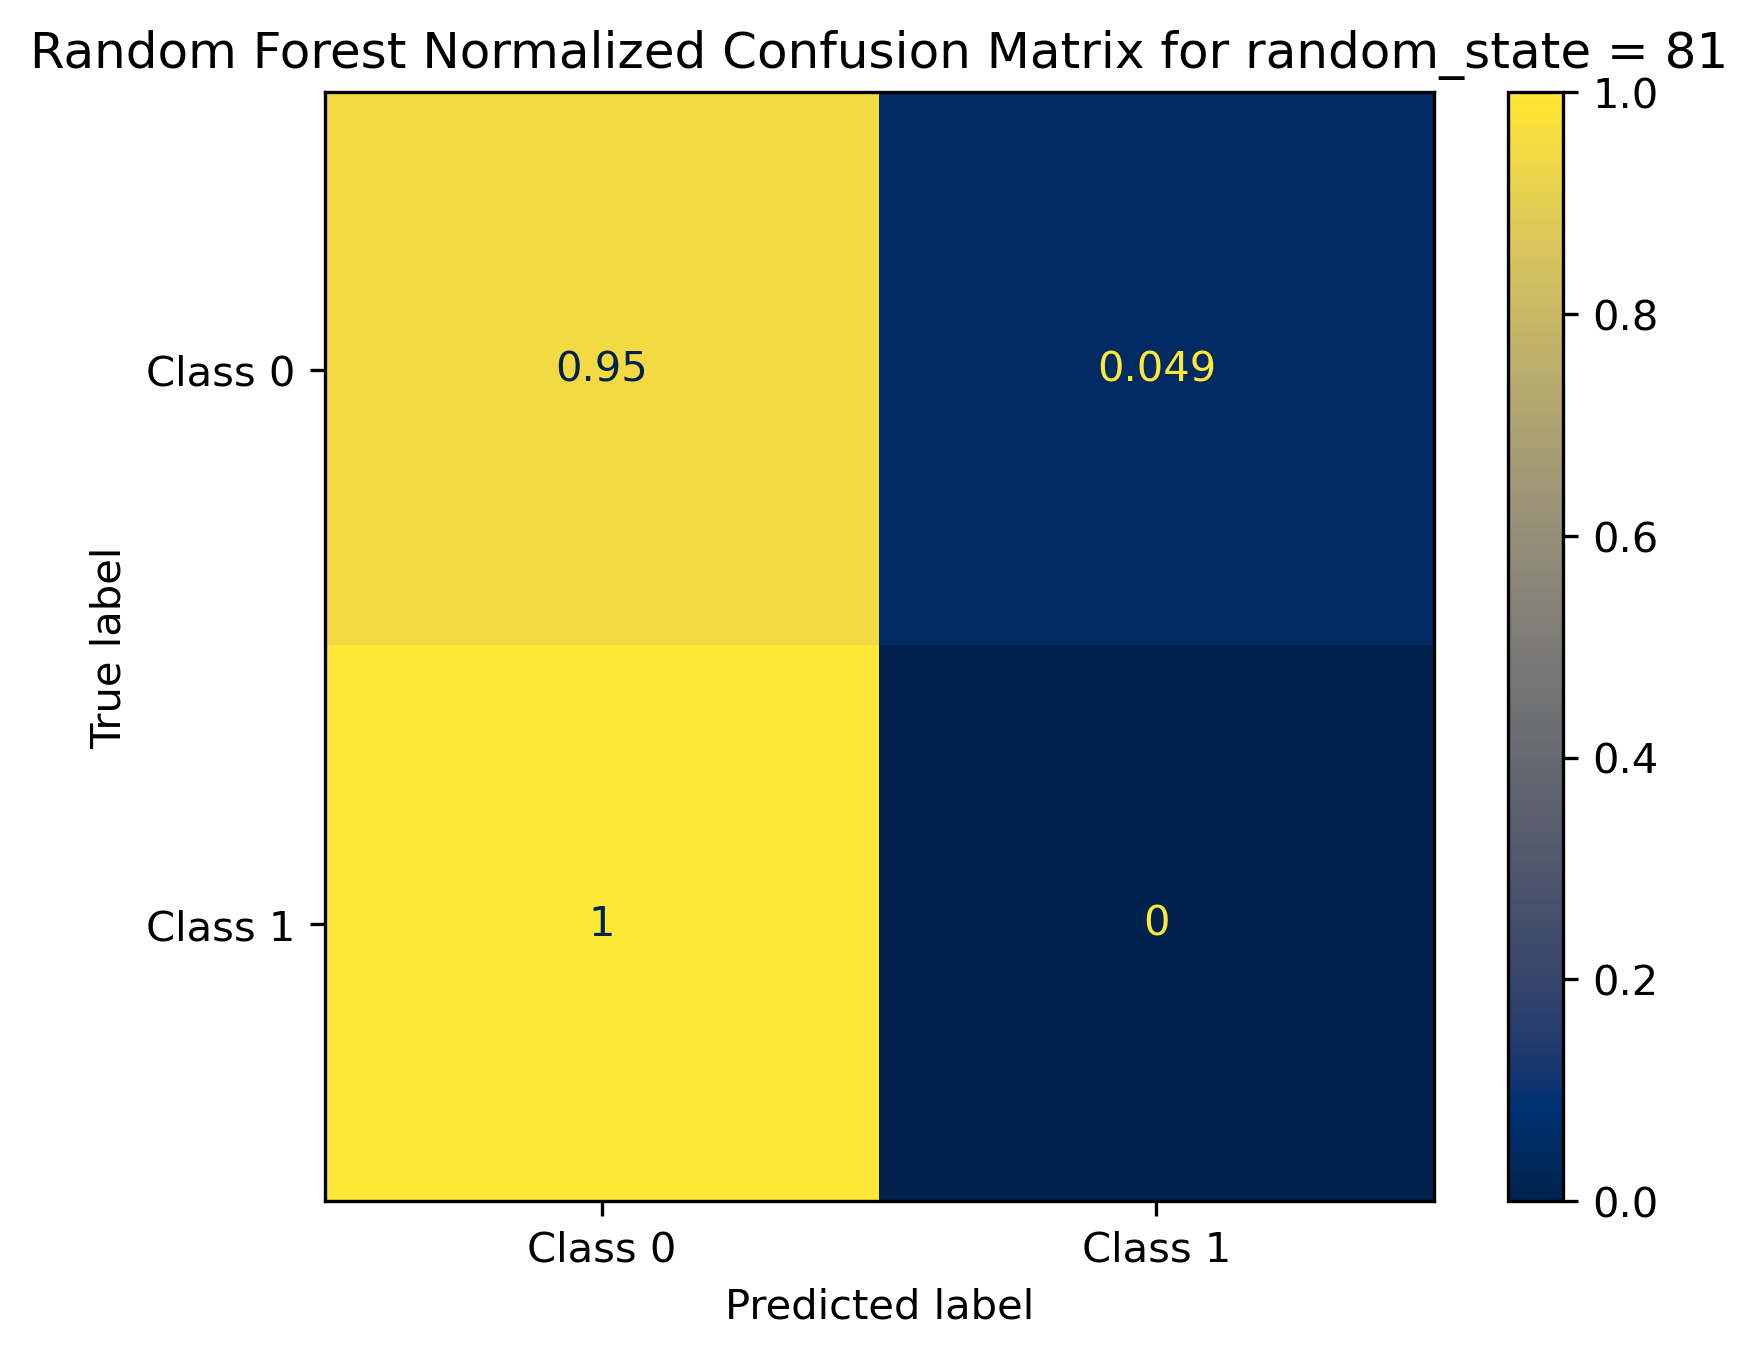 Random Forest Normalized Confusion Matrix for random_state = 81
1.0
0.8
0.6
0.4
0.2
0.0
True label
Class 0
0.95
0.049
Class 1
1
0
Class 0
Class 1
Predicted label